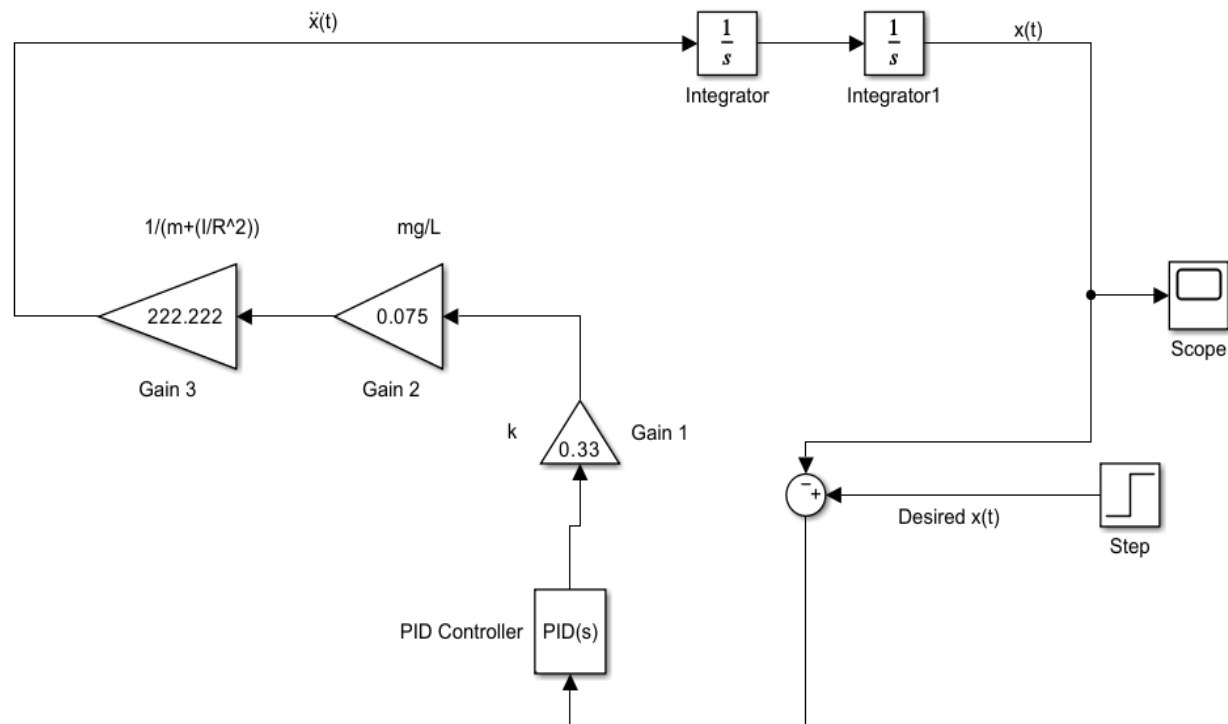 ẍ(t)
1
s
Integrator
1
s
Integrator1
x(t)
1/(m+(I/R^2))
222.222
Gain 3
mg/L
0.075
Gain 2
k
0.33
Gain 1
Scope
−
+
Desired x(t)
Step
PID Controller
PID(s)